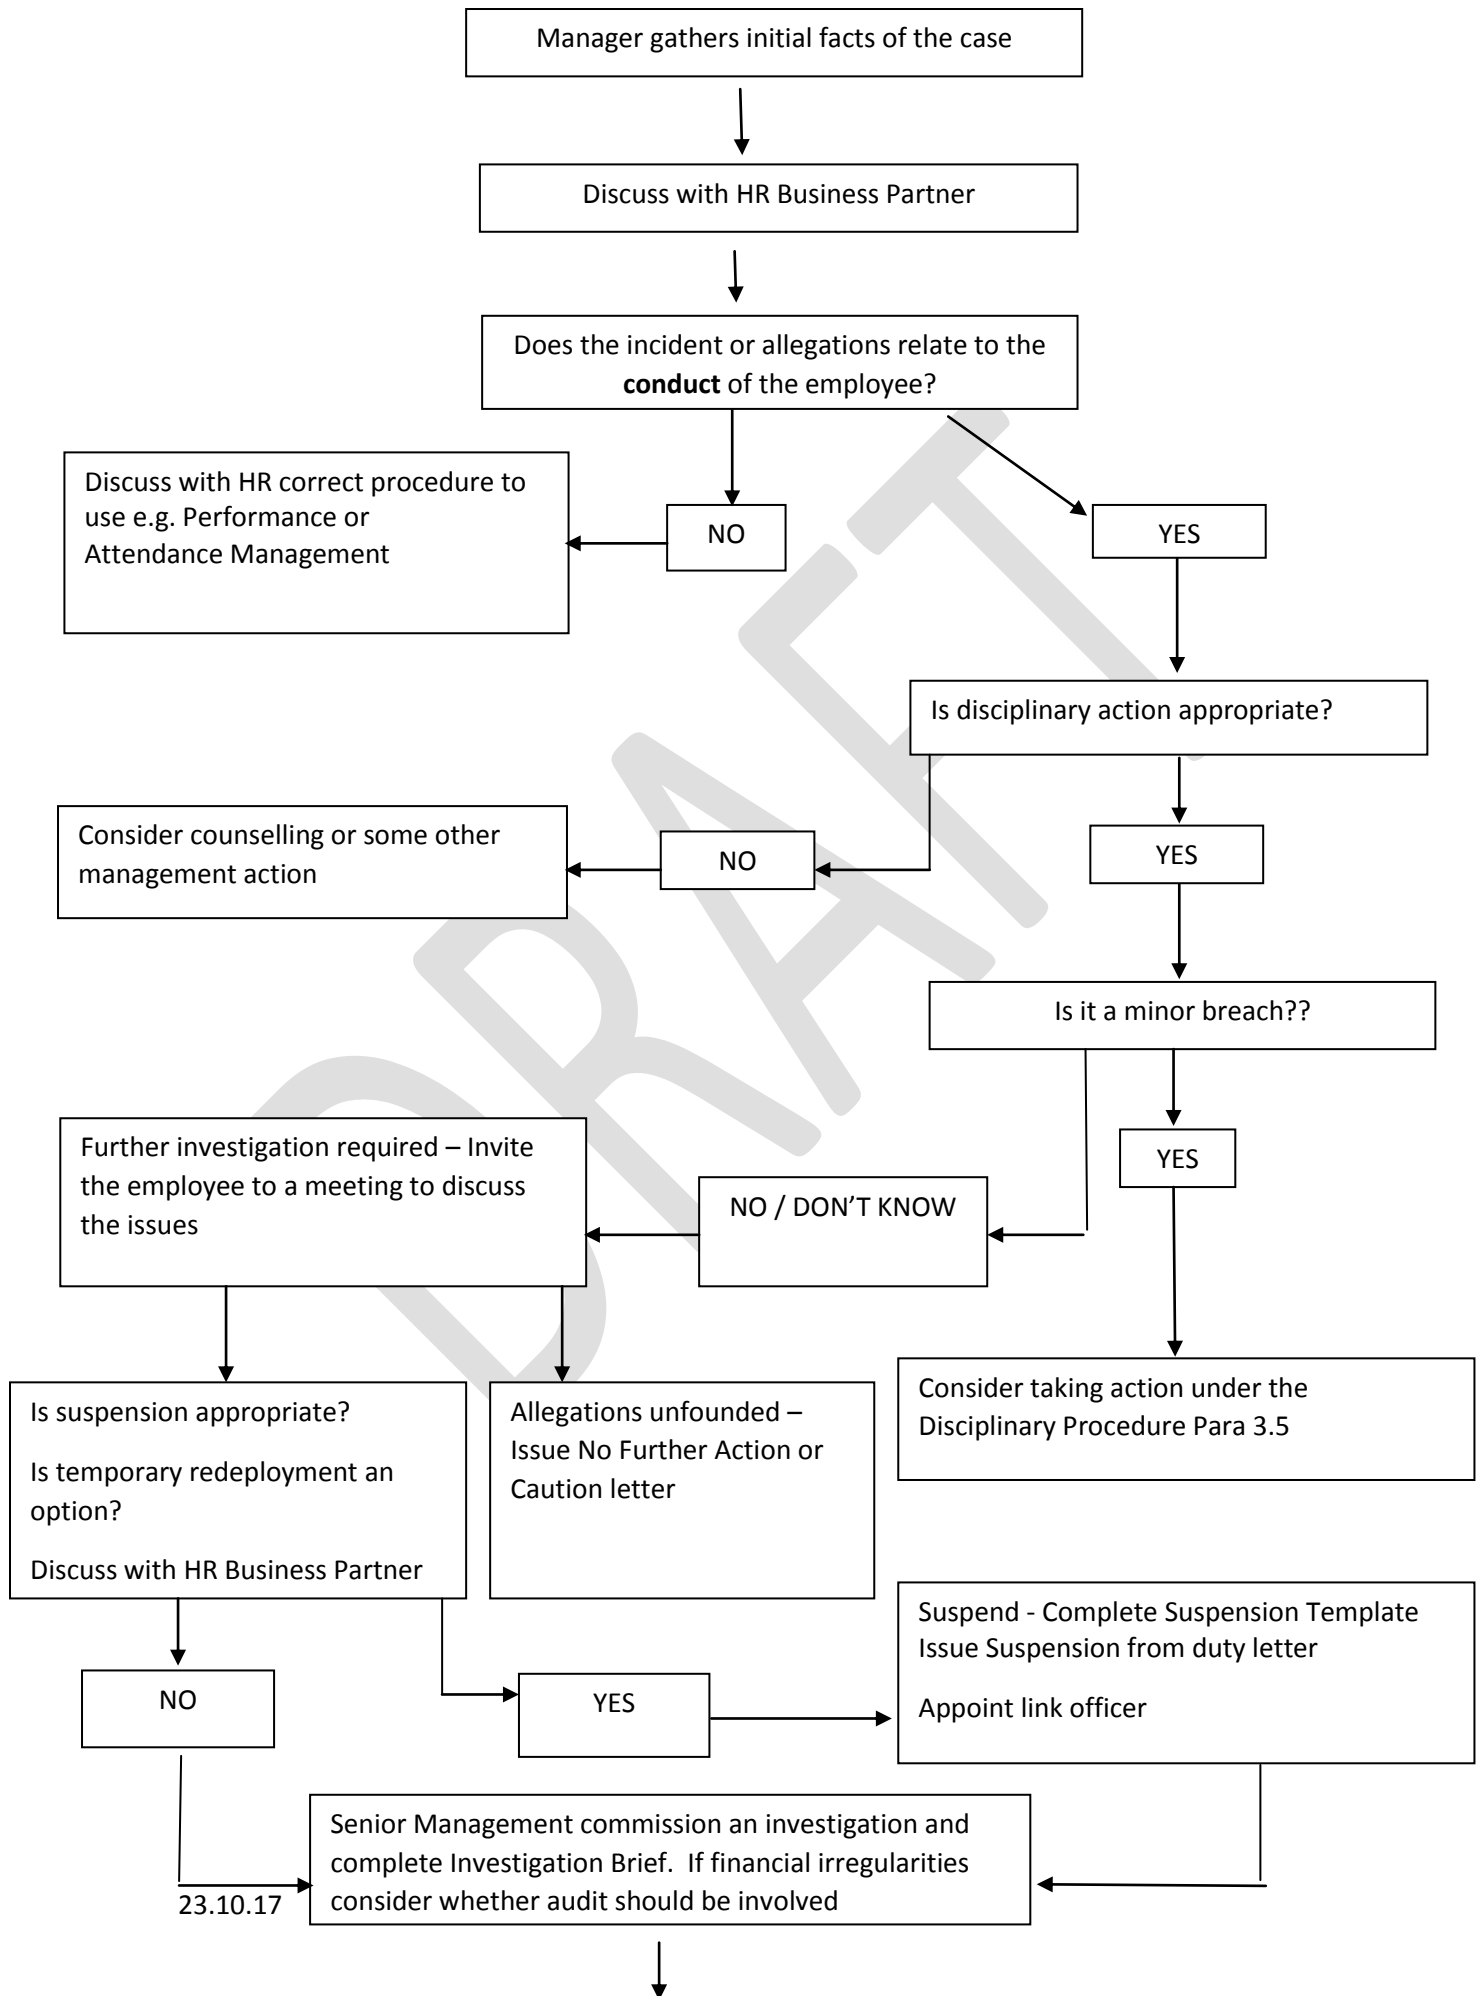 Manager gathers initial facts of the case
Discuss with HR Business Partner
Does the incident or allegations relate to the
conduct of the employee?
Discuss with HR correct procedure to
use e.g. Performance or
Attendance Management
NO
YES
Is disciplinary action appropriate?
Consider counselling or some other
management action
NO
YES
Is it a minor breach??
Further investigation required – Invite
the employee to a meeting to discuss
the issues
NO / DON’T KNOW
YES
Is suspension appropriate?
Is temporary redeployment an
option?
Discuss with HR Business Partner
Allegations unfounded –
Issue No Further Action or
Caution letter
Consider taking action under the
Disciplinary Procedure Para 3.5
NO
YES
Suspend - Complete Suspension Template
Issue Suspension from duty letter
Appoint link officer
Senior Management commission an investigation and
complete Investigation Brief. If financial irregularities
consider whether audit should be involved
23.10.17
DRAFT